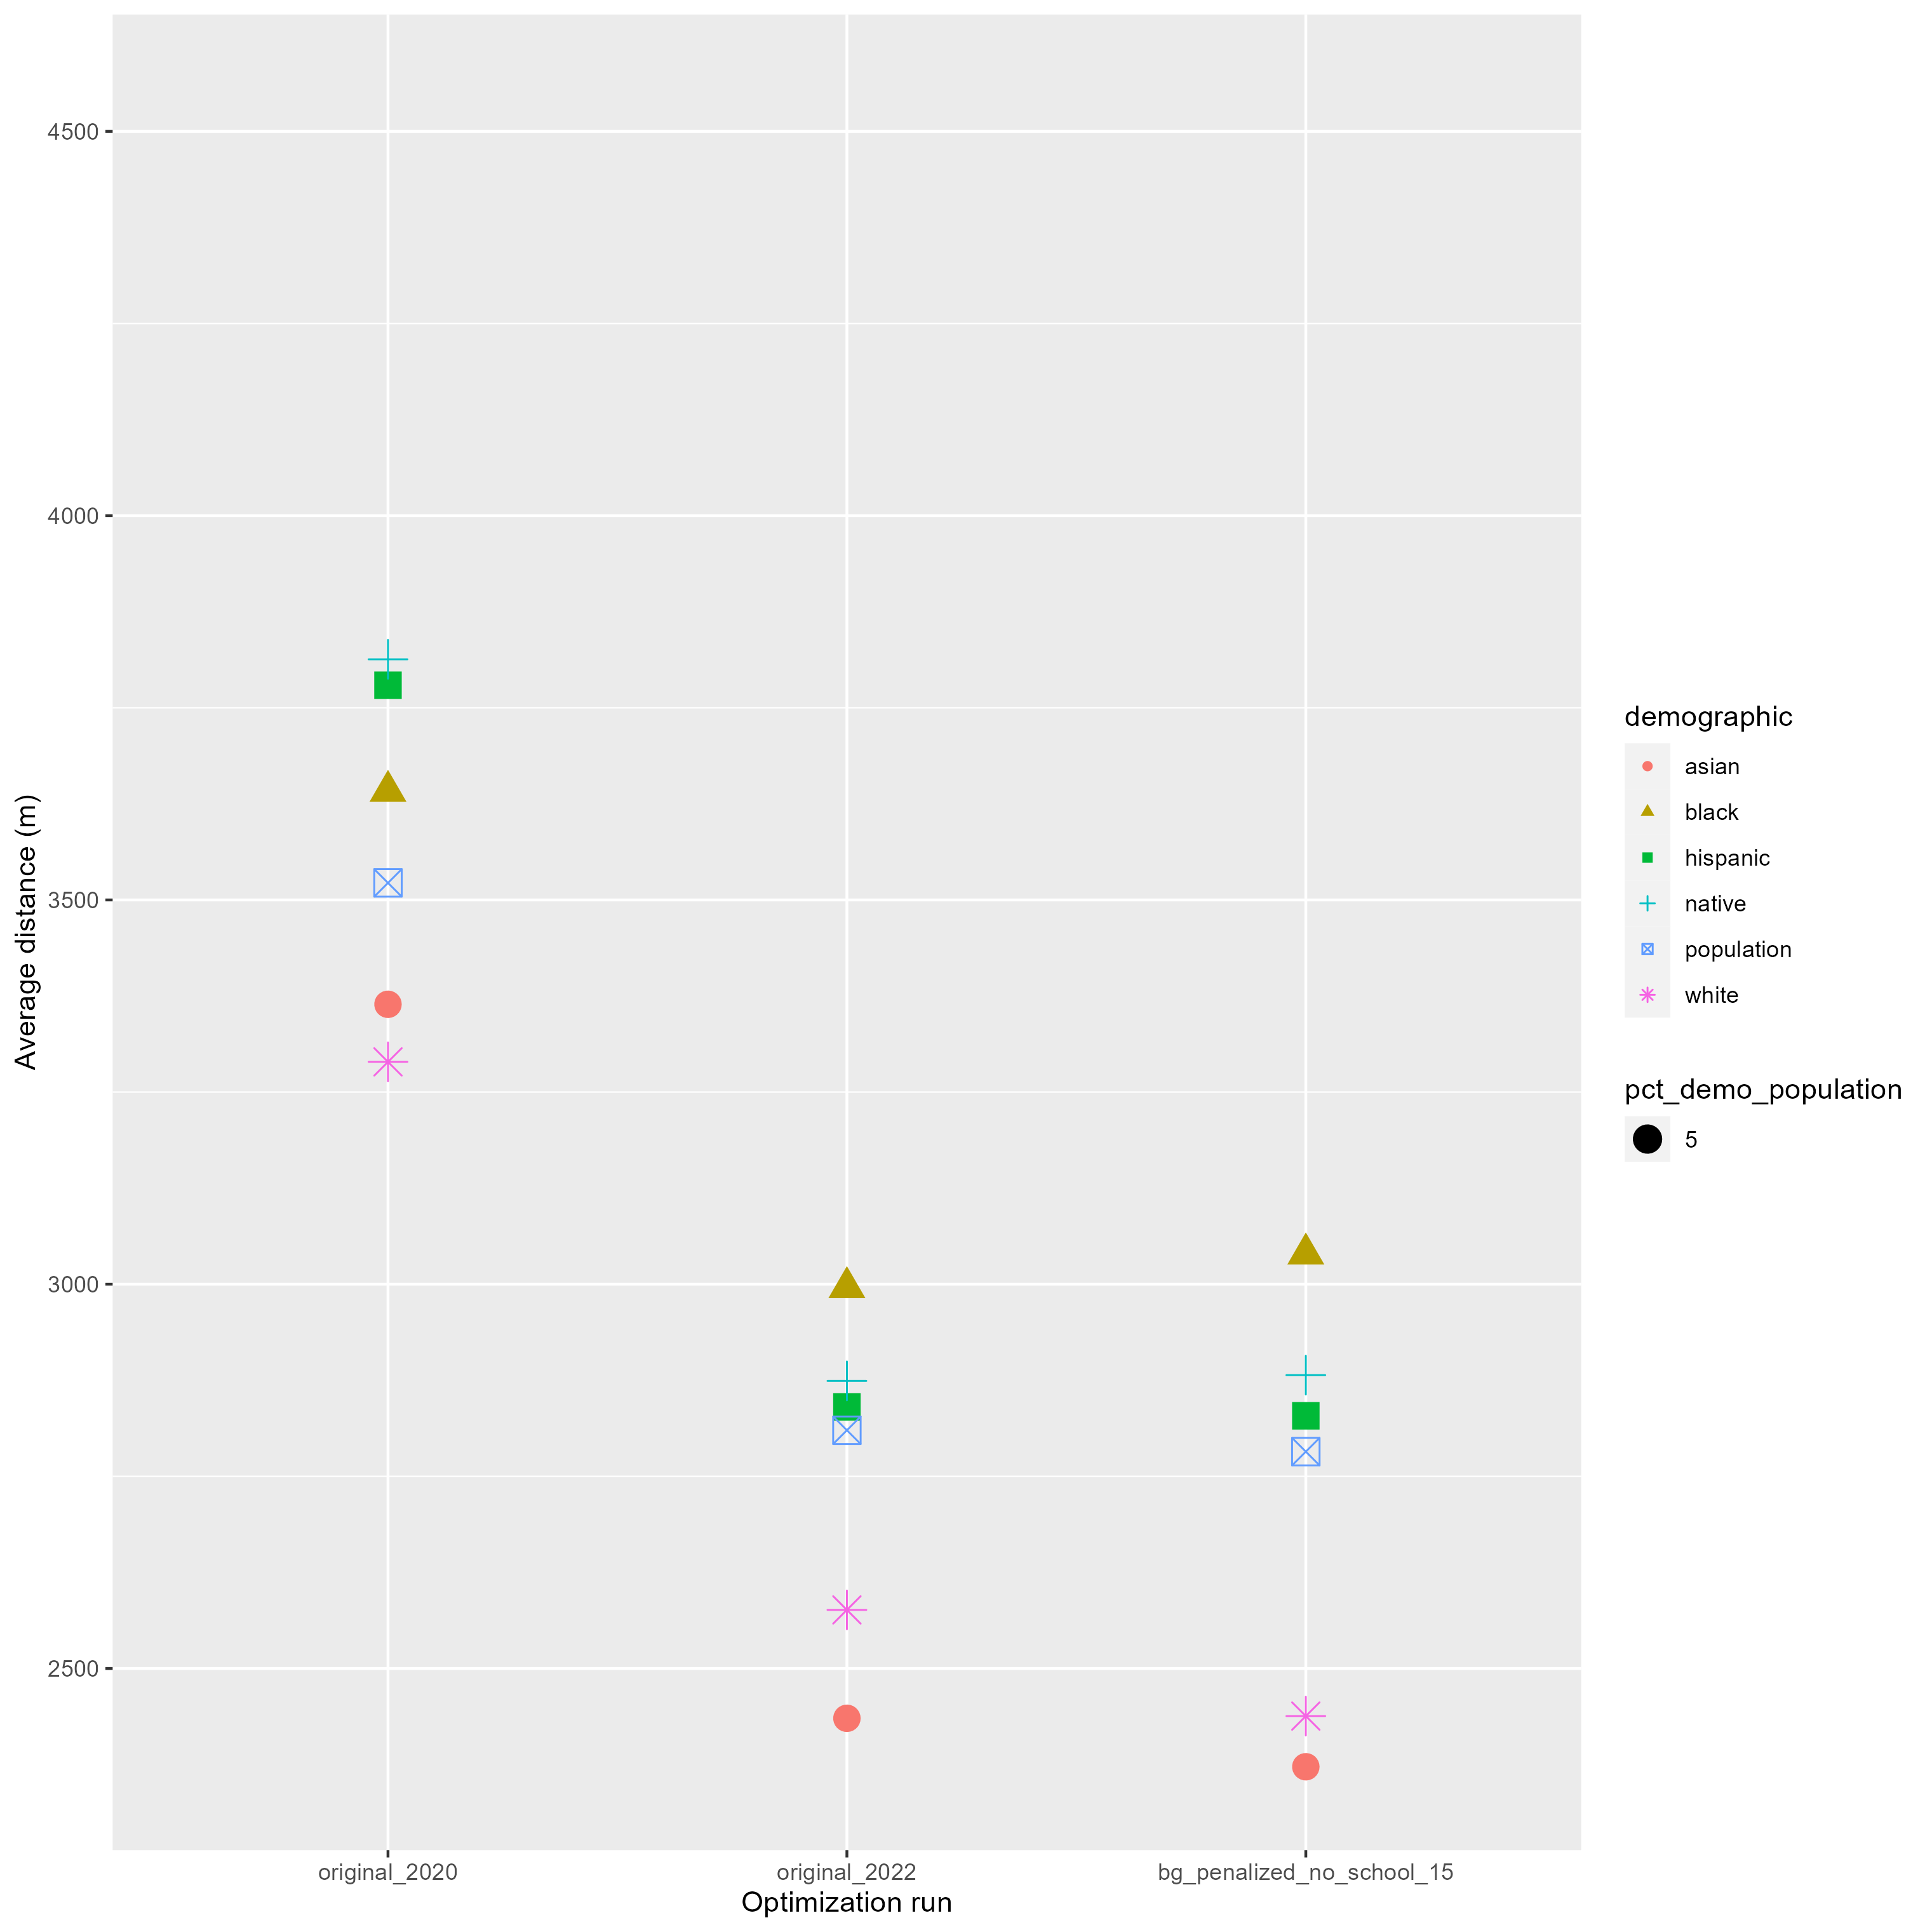 4500
4000
3500
3000
2500
Average distance (m)
original_2020
original_2022
bg_penalized_no_school_15
Optimization run
demographic
asian
black
hispanic
native
population
white
pct_demo_population
5